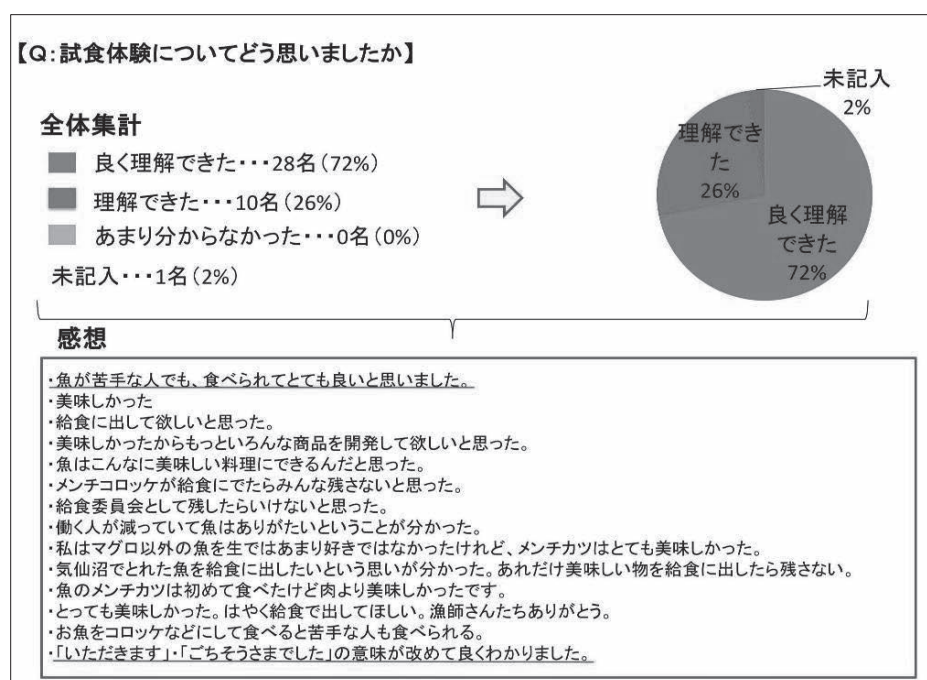 【Q:試食体験についてどう思いましたか】
全体集計
良く理解できた・・・28名(72%)
理解できた・・・10名(26%)
あまり分からなかった・・・0名(0%)
未記入・・・1名(2%)
未記入
2%
理解でき
た
26%
良く理解
できた
72%
感想
・魚が苦手な人でも、食べられてとても良いと思いました。
・美味しかった
・給食に出して欲しいと思った。
・美味しかったからもっといろんな商品を開発して欲しいと思った。
・魚はこんなに美味しい料理にできるんだと思った。
・メンチコロッケが給食にでたらみんな残さないと思った。
・給食委員会として残したらいけないと思った。
・働く人が減っていて魚はありがたいということが分かった。
・私はマグロ以外の魚を生ではあまり好きではなかったけれど、メンチカツはとても美味しかった。
・気仙沼でとれた魚を給食に出したいという思いが分かった。あれだけ美味しい物を給食に出したら残さない。
・魚のメンチカツは初めて食べたけど肉より美味しかったです。
・とっても美味しかった。はやく給食で出してほしい。漁師さんたちありがとう。
・お魚をコロッケなどにして食べると苦手な人も食べられる。
・「いただきます」・「ごちそうさまでした」の意味が改めて良くわかりました。